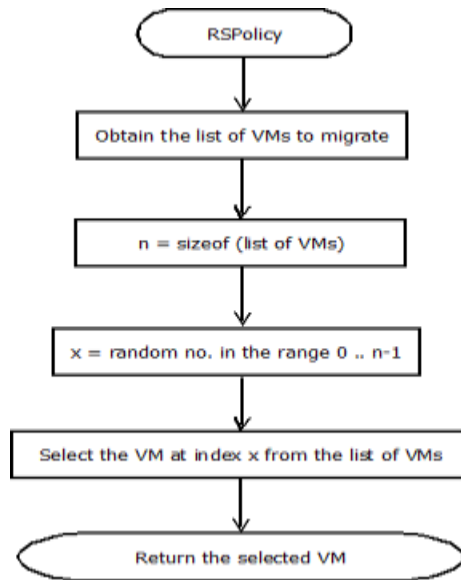 RSPolicy
Obtain the list of VMs to migrate
n = sizeof (list of VMs)
x = random no. in the range 0 .. n-1
Select the VM at index x from the list of VMs
Return the selected VM